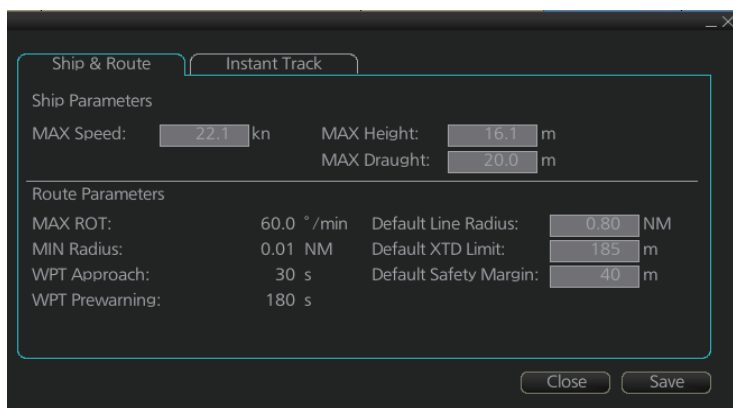 Ship & Route Instant Track
Ship Parameters
MAX Speed: 22.1 kn MAX Height: 16.1 m
MAX Draught: 20.0 m
Route Parameters
MAX ROT: 60.0 °/min Default Line Radius: 0.80 NM
MIN Radius: 0.01 NM Default XTD Limit: 185 m
WPT Approach: 30 s Default Safety Margin: 40 m
WPT Prewarning: 180 s
Close Save